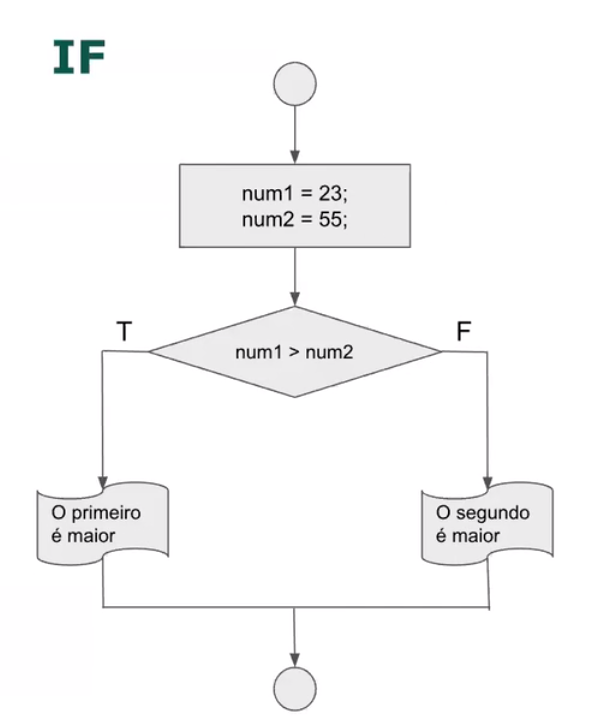 IF
num1 = 23;
num2 = 55;
T
F
num1 > num2
O primeiro
é maior
O segundo
é maior